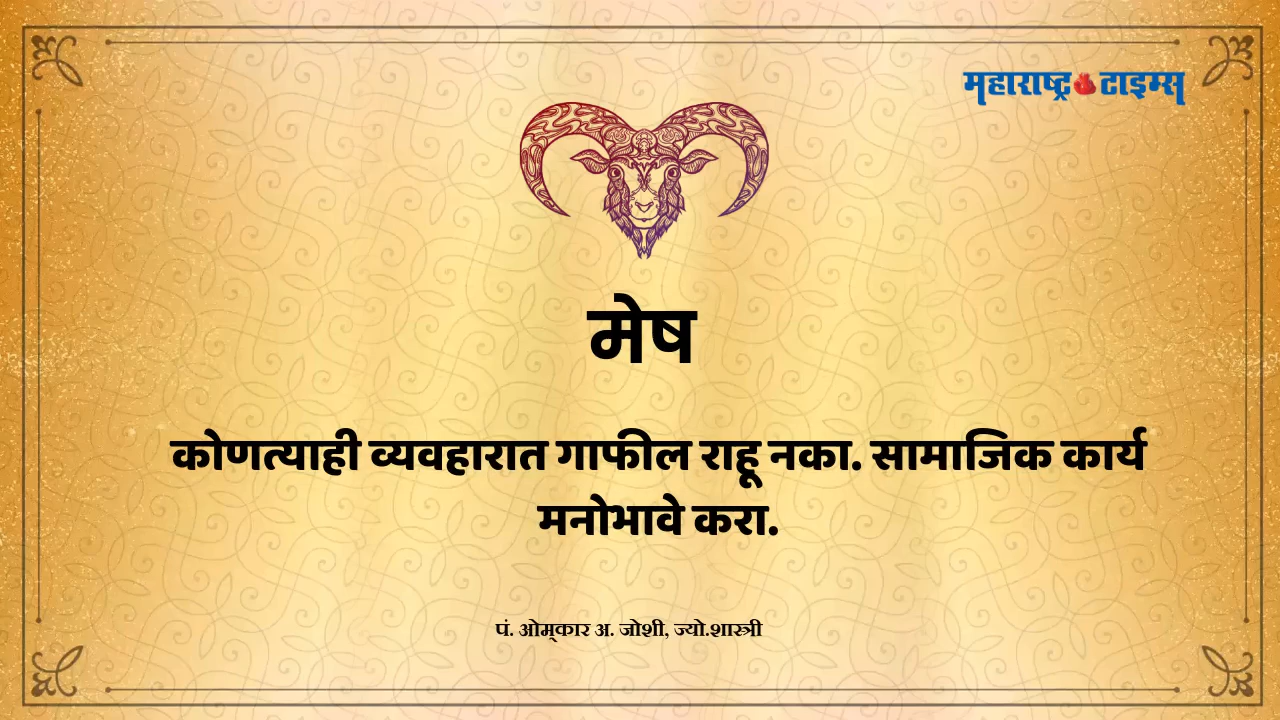 महाराष्ट्र टाइम्स
मेष
कोणत्याही व्यवहारात गाफील राहू नका. सामाजिक कार्य
मनोभावे करा.
पं. ओम्‌कार अ. जोशी, ज्यो.शास्त्री